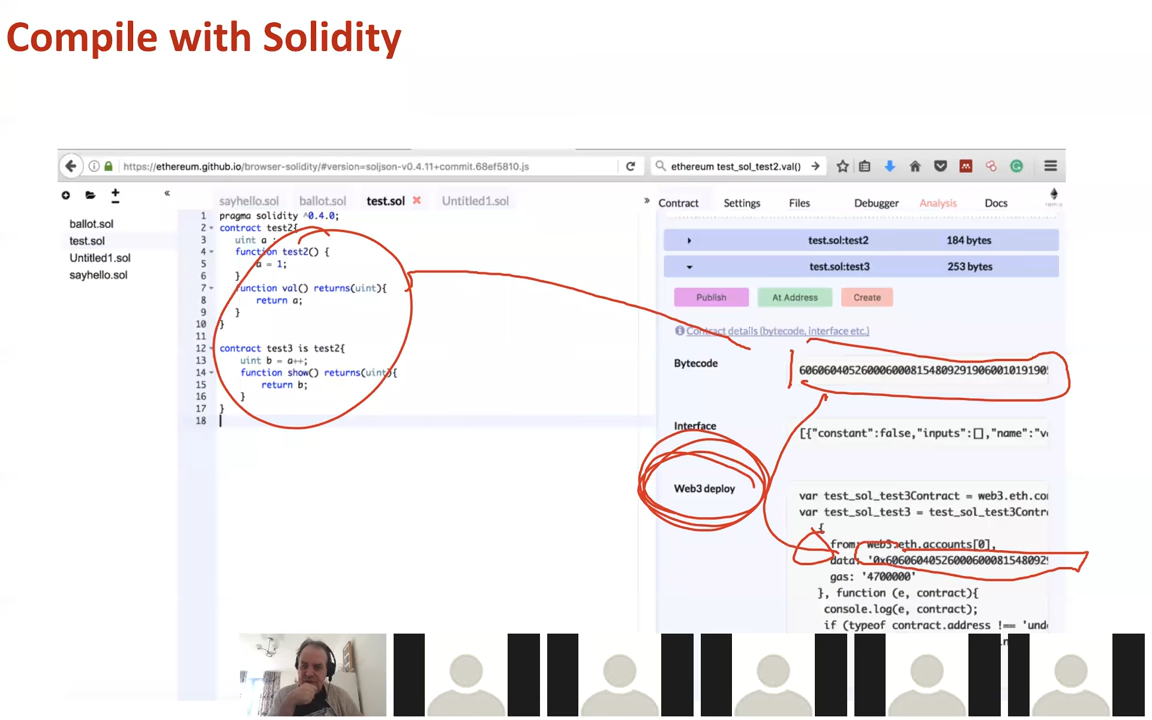 Compile with Solidity
https://ethereum.github.io/browser-solidity/#version=soljson-v0.4.11+commit.68ef5810.js
ethereum test_sol_test2.val()
«
sayhello.sol
ballot.sol
test.sol
Untitled1.sol
»
Contract
Settings
Files
Debugger
Analysis
Docs
ballot.sol
test.sol
Untitled1.sol
sayhello.sol
1 pragma solidity ^0.4.0;
2 contract test2{
3 uint a ;
4 function test2() {
5 a = 1;
6 }
7 function val() returns(uint){
8 return a;
9 }
10 }
11
12 contract test3 is test2{
13 uint b = a++;
14 function show() returns(uint){
15 return b;
16 }
17 }
18
test.sol:test2 184 bytes
test.sol:test3 253 bytes
Publish
At Address
Create
Contract details (bytecode, interface etc.)
Bytecode
Interface
[{"constant":false,"inputs":[],"name":"v
Web3 deploy
var test_sol_test3Contract = web3.eth.co
var test_sol_test3 = test_sol_test3Contr
{
from: web3.eth.accounts[0],
gas: '4700000'
}, function (e, contract){
console.log(e, contract);
if (typeof contract.address !== 'und